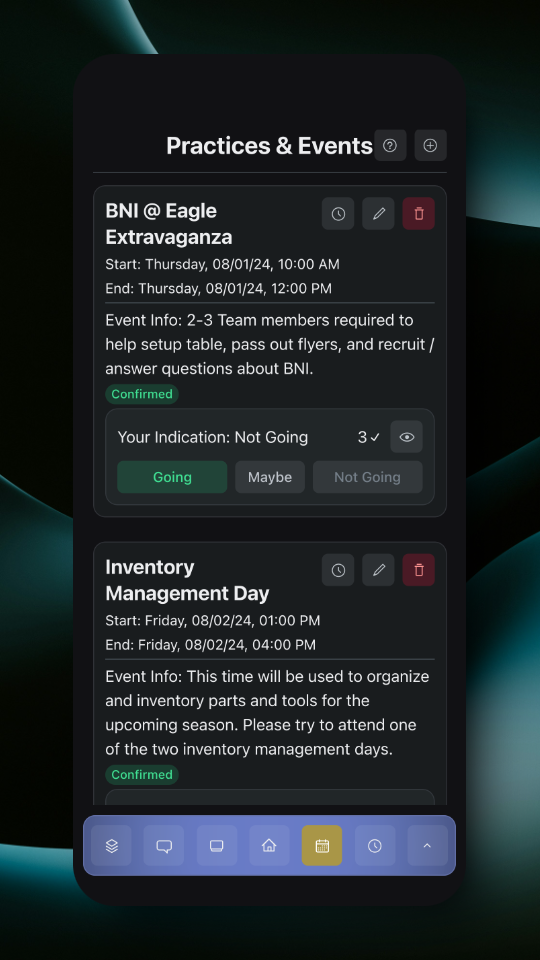 Practices & Events
BNI @ Eagle
Extravaganza
Start: Thursday, 08/01/24, 10:00 AM
End: Thursday, 08/01/24, 12:00 PM
Event Info: 2-3 Team members required to
help setup table, pass out flyers, and recruit /
answer questions about BNI.
Confirmed
Your Indication: Not Going 3
Going Maybe Not Going
Inventory
Management Day
Start: Friday, 08/02/24, 01:00 PM
End: Friday, 08/02/24, 04:00 PM
Event Info: This time will be used to organize
and inventory parts and tools for the
upcoming season. Please try to attend one
of the two inventory management days.
Confirmed